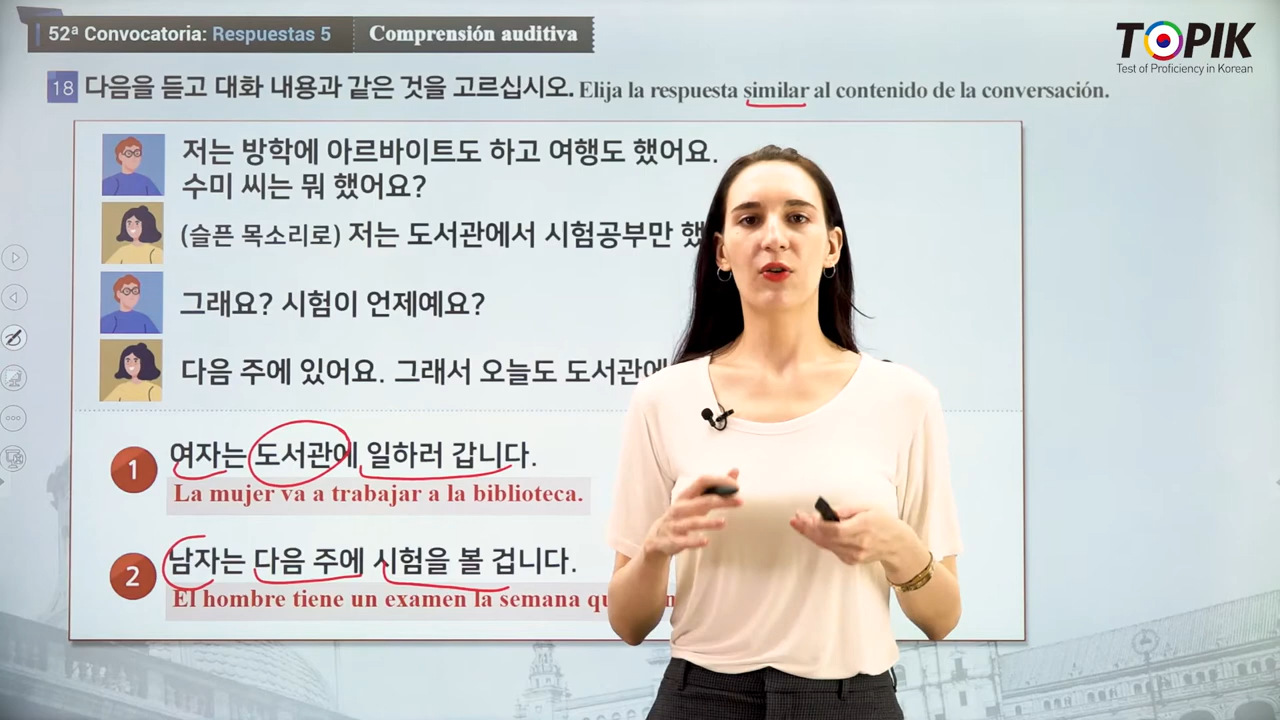 52ª Convocatoria: Respuestas 5
Comprensión auditiva
TOPIK
Test of Proficiency in Korean
18 다음을 듣고 대화 내용과 같은 것을 고르십시오. Elija la respuesta similar al contenido de la conversación.
저는 방학에 아르바이트도 하고 여행도 했어요.
수미 씨는 뭐 했어요?
(슬픈 목소리로) 저는 도서관에서 시험공부만 했
그래요? 시험이 언제예요?
다음 주에 있어요. 그래서 오늘도 도서관에
1 여자는 도서관에 일하러 갑니다.
La mujer va a trabajar a la biblioteca.
2 남자는 다음 주에 시험을 볼 겁니다.
El hombre tiene un examen la semana qu